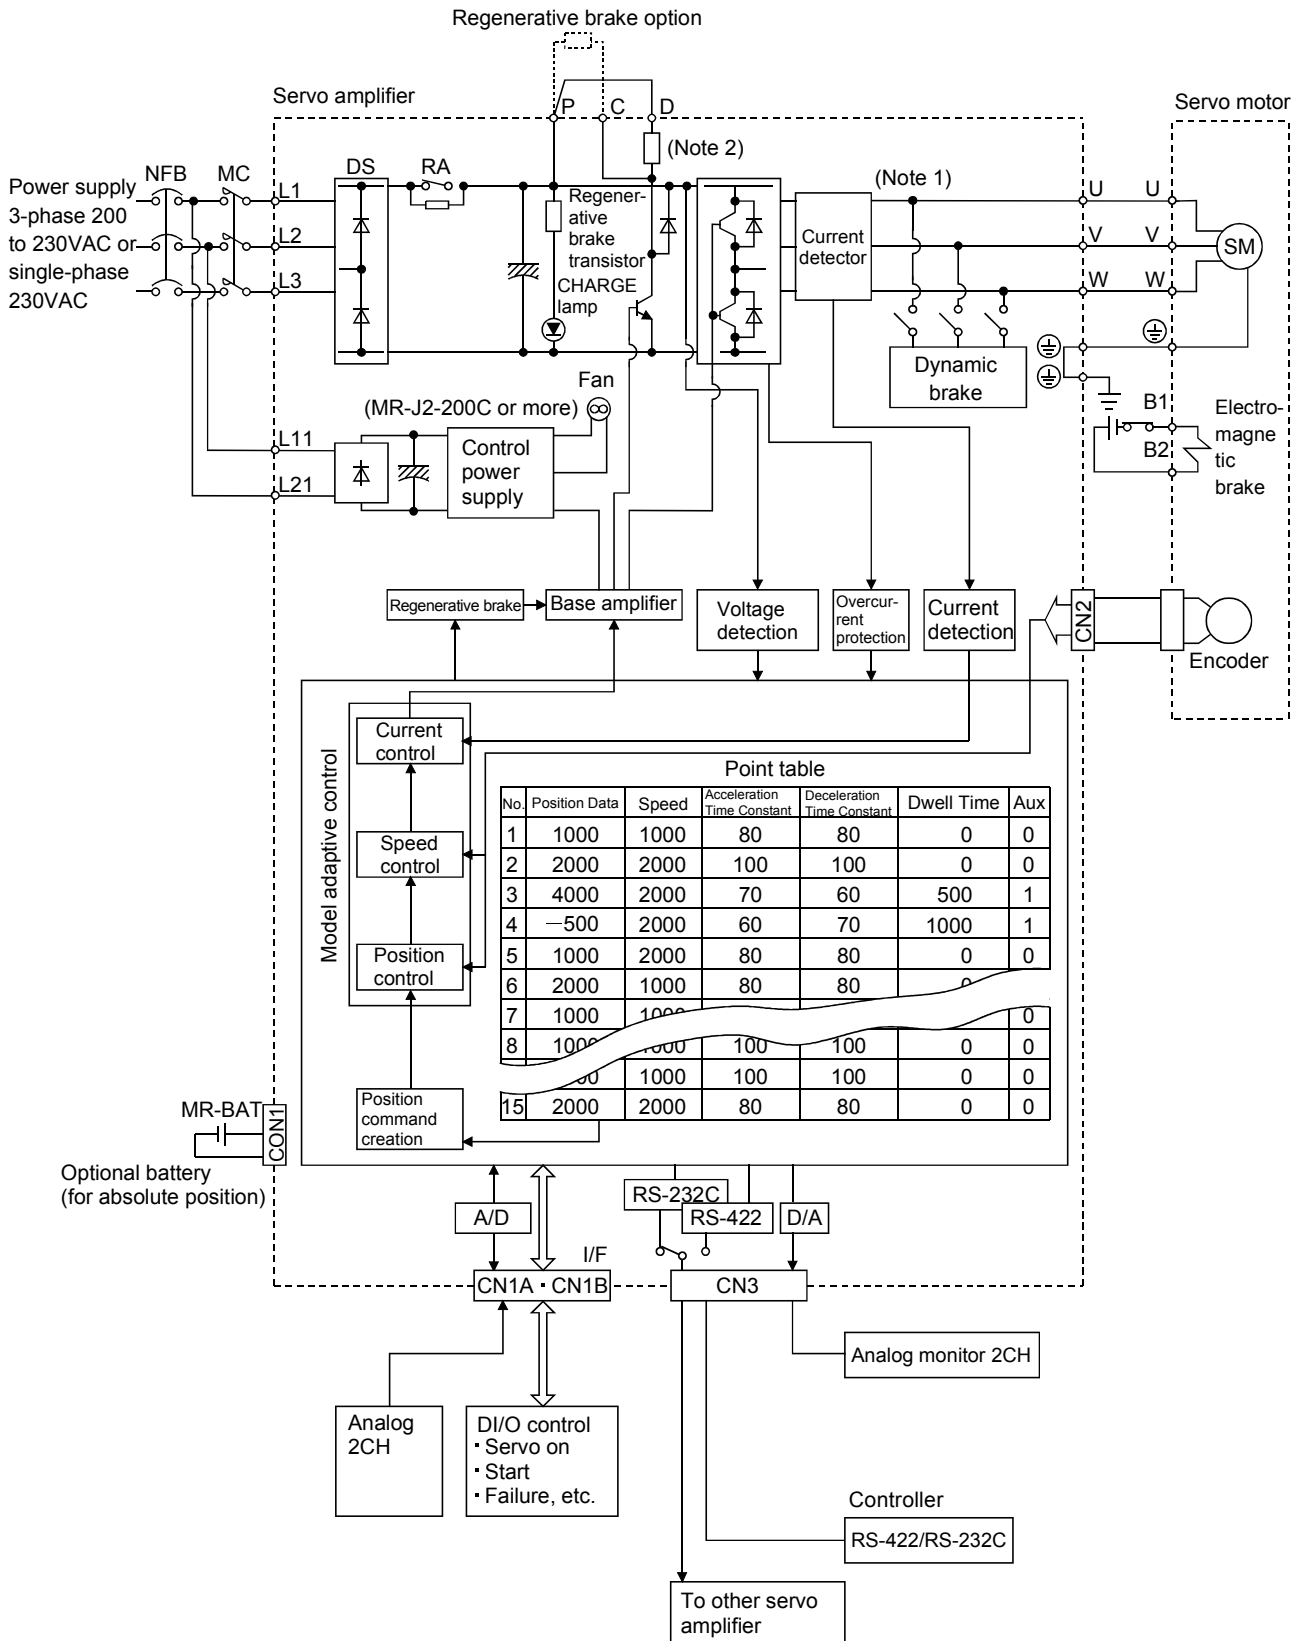 Regenerative brake option
Servo amplifier
P C D
Servo motor
(Note 2)
NFB MC DS RA
(Note 1)
Power supply
3-phase 200
to 230VAC or
single-phase
230VAC
L1
L2
L3
Regener-
ative
brake
transistor
CHARGE
lamp
Current
detector
U U
V V
W W
SM
Dynamic
brake
Fan
(MR-J2-200C or more)
B1
B2
Electro-
magne
tic
brake
L11
L21
Control
power
supply
Regenerative brake
Base amplifier
Voltage
detection
Overcur-
rent
protection
Current
detection
CN2
Encoder
Model adaptive control
Current
control
Speed
control
Position
control
Position
command
creation
Point table
No. Position Data Speed Acceleration Time Constant Deceleration Time Constant Dwell Time Aux
1 1000 1000 80 80 0 0
2 2000 2000 100 100 0 0
3 4000 2000 70 60 500 1
4 —500 2000 60 70 1000 1
5 1000 2000 80 80 0 0
6 2000 1000 80 80 0
7 1000 1000 0
8 1000 1000 100 100 0 0
1000 100 100 0 0
15 2000 2000 80 80 0 0
MR-BAT
CON1
Optional battery
(for absolute position)
A/D
RS-232C
RS-422
D/A
I/F
CN1A · CN1B
CN3
Analog monitor 2CH
Analog
2CH
DI/O control
· Servo on
· Start
· Failure, etc.
Controller
RS-422/RS-232C
To other servo
amplifier